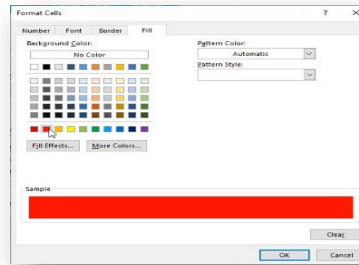 Format Cells ? ×
Number Font Border Fill
Background Color:
No Color
Fill Effects... More Colors...
Pattern Color:
Automatic
Pattern Style:
Sample
Clear
OK Cancel